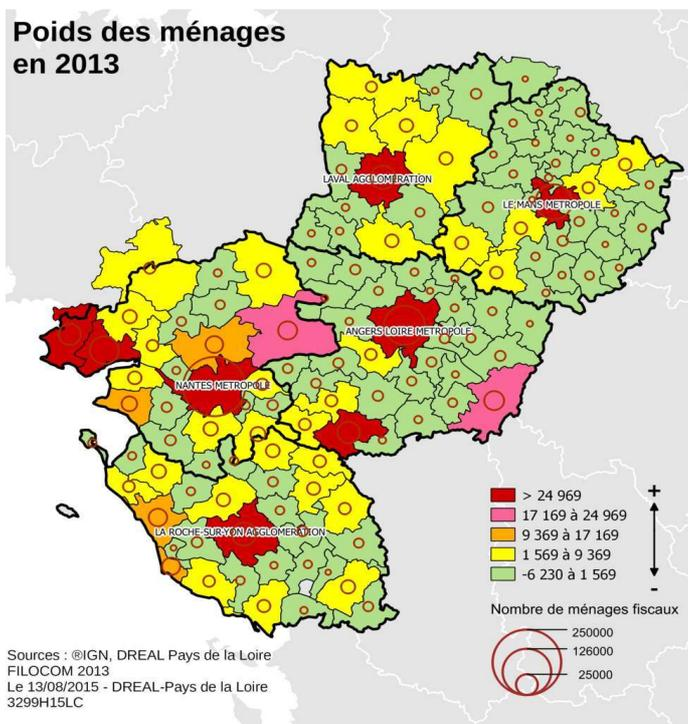 Poids des ménages
en 2013
LAVAL AGGLOMERATION
LE MANS METROPOLE
ANGERS LOIRE METROPOLE
NANTES METROPOLE
LA ROCHE-SUR-YON AGGLOMERATION
> 24 969
17 169 à 24 969
9 369 à 17 169
1 569 à 9 369
-6 230 à 1 569
+
-
Nombre de ménages fiscaux
250000
126000
25000
Sources : ®IGN, DREAL Pays de la Loire
FILOCOM 2013
Le 13/08/2015 - DREAL-Pays de la Loire
3299H15LC